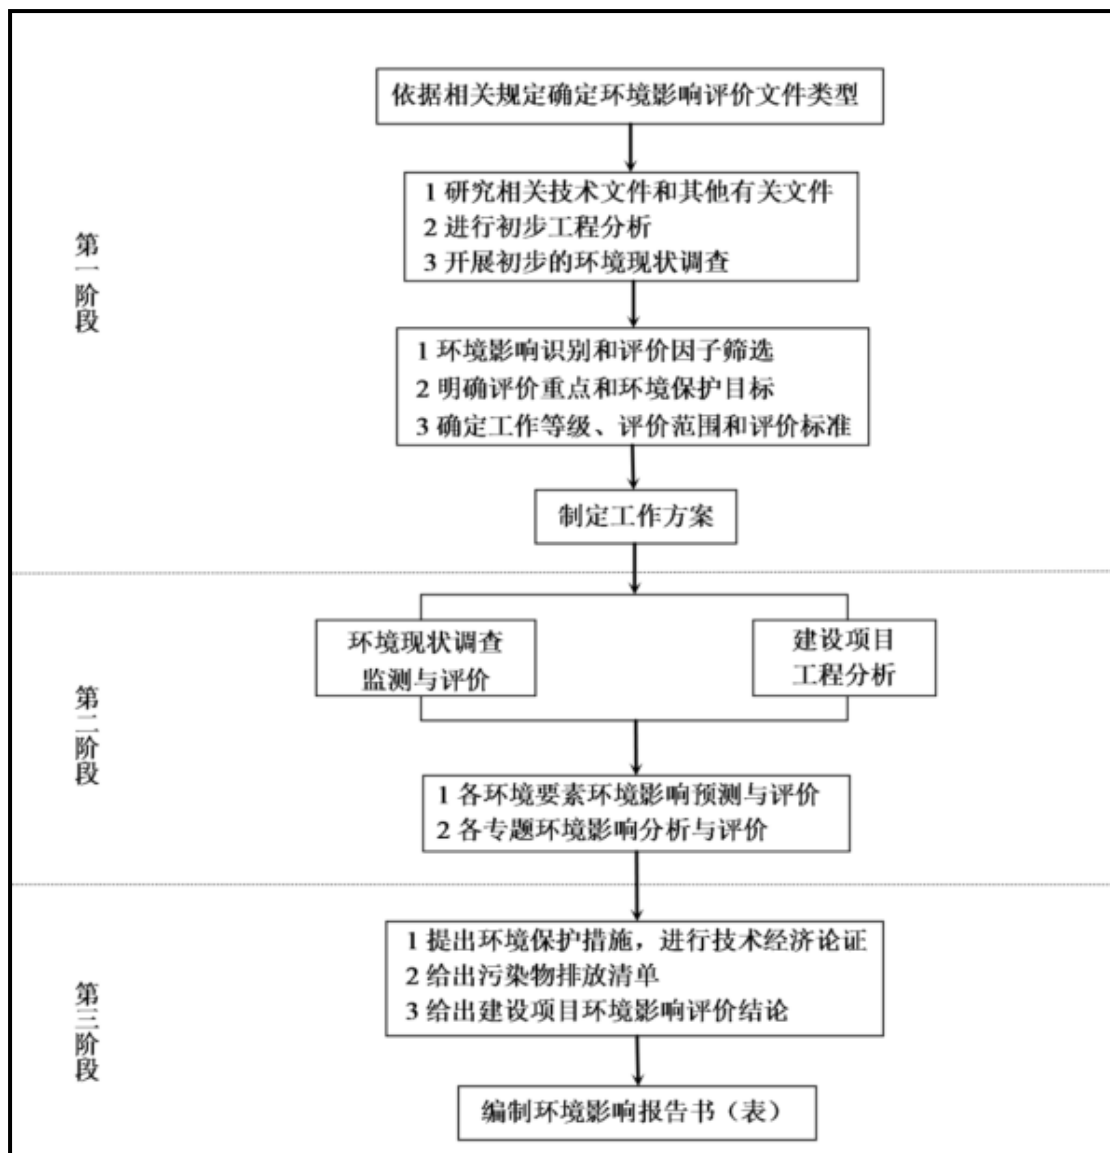 依据相关规定确定环境影响评价文件类型
1 研究相关技术文件和其他有关文件
2 进行初步工程分析
3 开展初步的环境现状调查
第一阶段
1 环境影响识别和评价因子筛选
2 明确评价重点和环境保护目标
3 确定工作等级、评价范围和评价标准
制定工作方案
环境现状调查
监测与评价
建设项目
工程分析
第二阶段
1 各环境要素环境影响预测与评价
2 各专题环境影响分析与评价
1 提出环境保护措施，进行技术经济论证
2 给出污染物排放清单
3 给出建设项目环境影响评价结论
第三阶段
编制环境影响报告书（表）